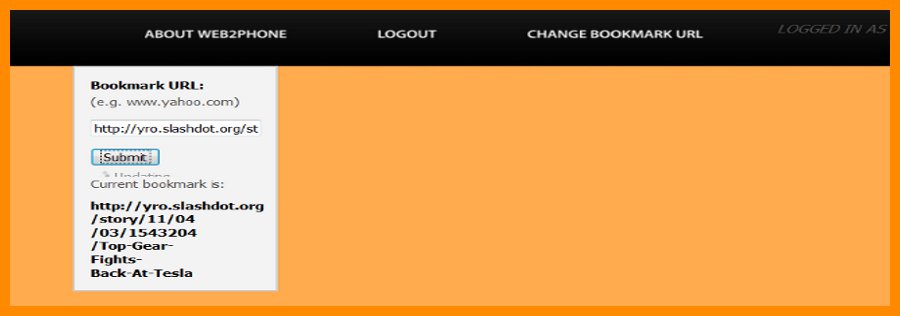 ABOUT WEB2PHONE LOGOUT CHANGE BOOKMARK URL LOGGED IN AS
Bookmark URL:
(e.g. www.yahoo.com)
http://yro.slashdot.org/st
Submit
Updating
Current bookmark is:
http://yro.slashdot.org
/story/11/04
/03/1543204
/Top-Gear-
Fights-
Back-At-Tesla